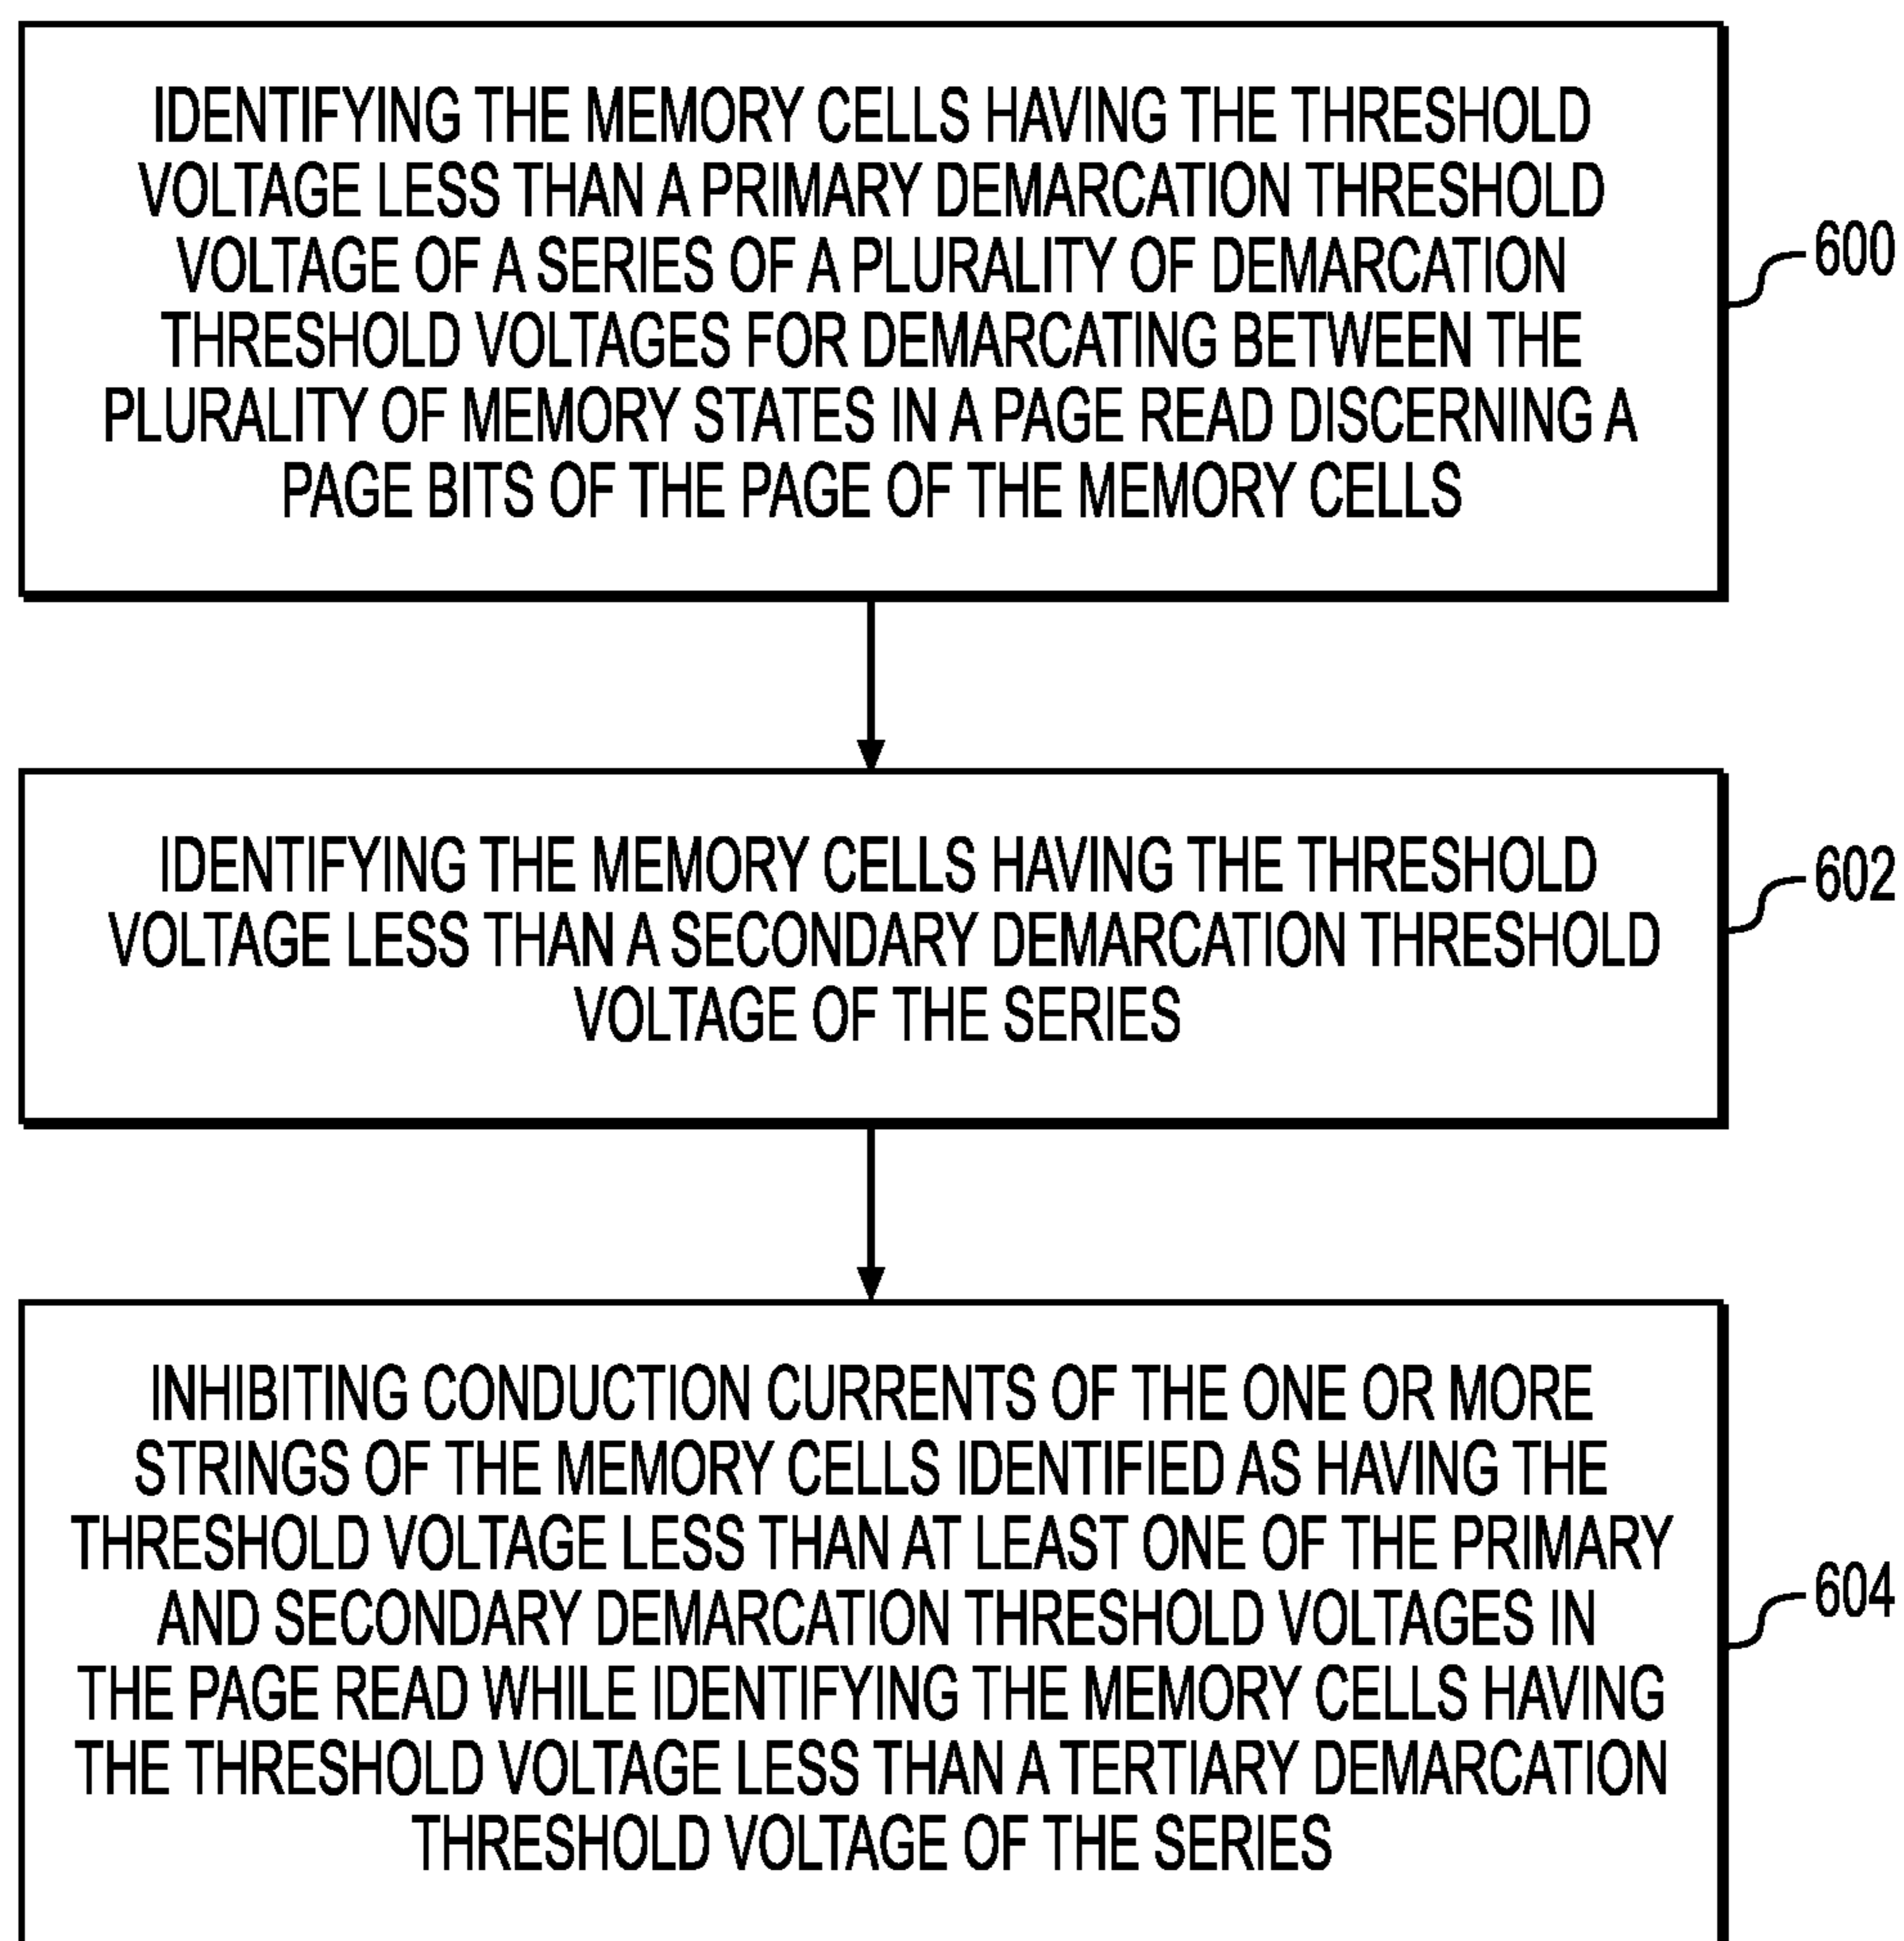 IDENTIFYING THE MEMORY CELLS HAVING THE THRESHOLD
VOLTAGE LESS THAN A PRIMARY DEMARCATION THRESHOLD
VOLTAGE OF A SERIES OF A PLURALITY OF DEMARCATION
THRESHOLD VOLTAGES FOR DEMARCATING BETWEEN THE
PLURALITY OF MEMORY STATES IN A PAGE READ DISCERNING A
PAGE BITS OF THE PAGE OF THE MEMORY CELLS
600
IDENTIFYING THE MEMORY CELLS HAVING THE THRESHOLD
VOLTAGE LESS THAN A SECONDARY DEMARCATION THRESHOLD
VOLTAGE OF THE SERIES
602
INHIBITING CONDUCTION CURRENTS OF THE ONE OR MORE
STRINGS OF THE MEMORY CELLS IDENTIFIED AS HAVING THE
THRESHOLD VOLTAGE LESS THAN AT LEAST ONE OF THE PRIMARY
AND SECONDARY DEMARCATION THRESHOLD VOLTAGES IN
THE PAGE READ WHILE IDENTIFYING THE MEMORY CELLS HAVING
THE THRESHOLD VOLTAGE LESS THAN A TERTIARY DEMARCATION
THRESHOLD VOLTAGE OF THE SERIES
604